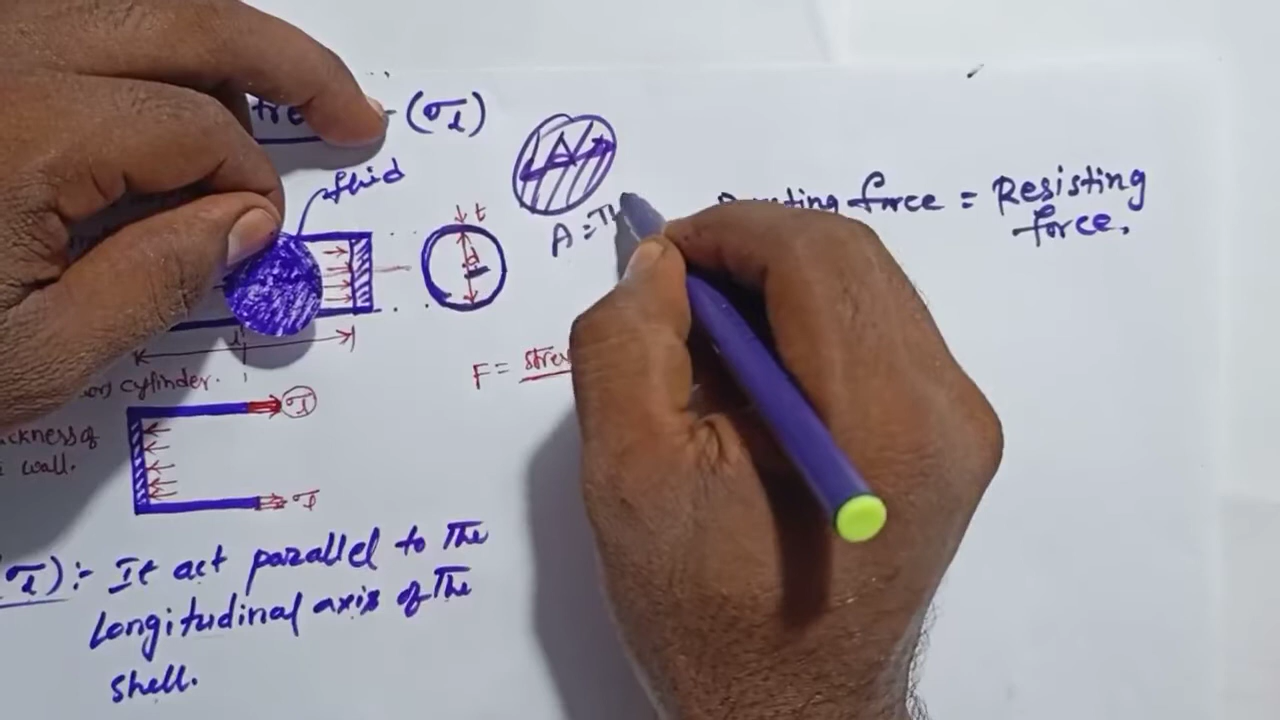 (σl)
fluid
t
d
A = π
force = Resisting
force.
F =
l
cylinder.
σl
ckness of
wall.
σl
(σl) :- It act parallel to the
longitudinal axis of the
shell.